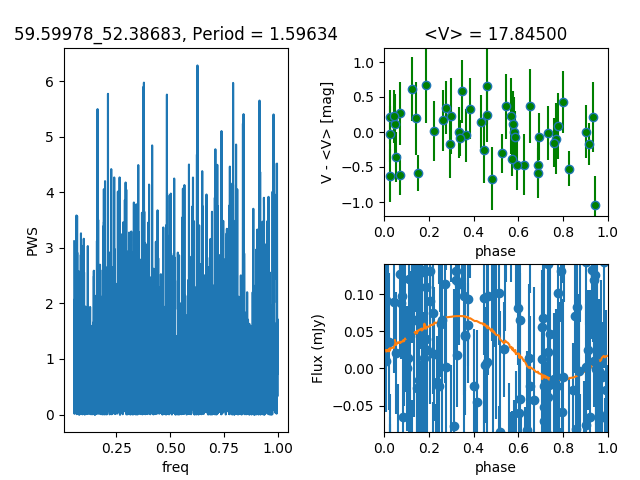 59.59978_52.38683, Period = 1.59634
PWS
6
5
4
3
2
1
0
0.25 0.50 0.75 1.00
freq
<V> = 17.84500
V - <V> [mag]
1.0
0.5
0.0
−0.5
−1.0
0.0 0.2 0.4 0.6 0.8 1.0
phase
Flux (mJy)
0.10
0.05
0.00
−0.05
0.0 0.2 0.4 0.6 0.8 1.0
phase